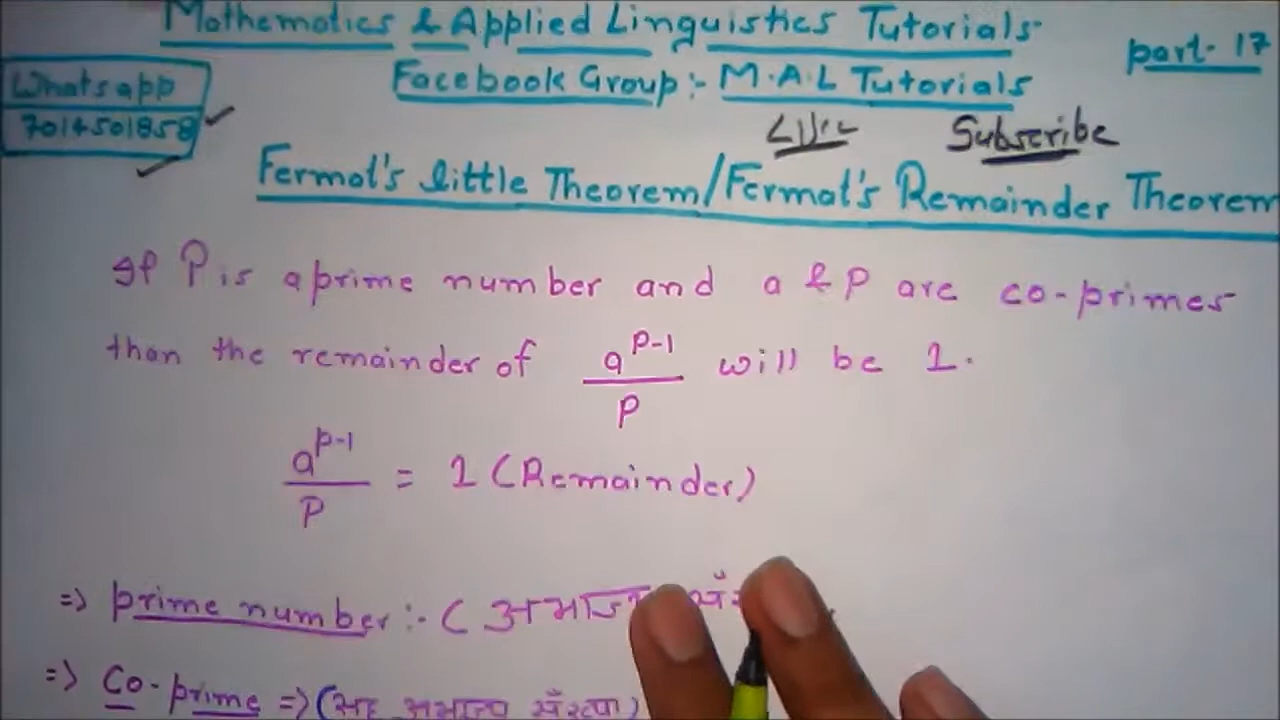 Mathematics & Applied Linguistics Tutorials
part- 17
Facebook Group:- M.A.L Tutorials
Whatsapp
7014501858
Subscribe
Fermat's little Theorem/Fermat's Remainder Theorem
If P is a prime number and a & P are co-primes
than the remainder of a^(P-1)/P will be 1.
a^(P-1)/P = 1 (Remainder)
=> prime number:- (
=> Co-prime => (सह अभाज्य सँख्या)